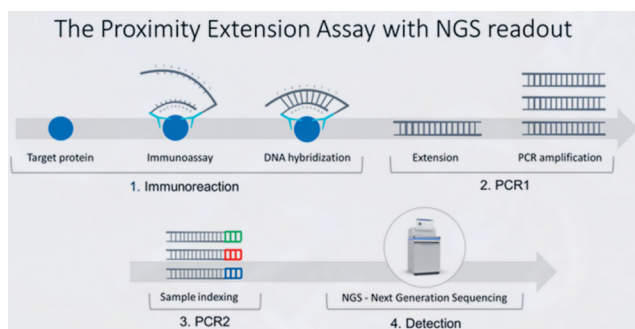 The Proximity Extension Assay with NGS readout
Target protein
Immunoassay
DNA hybridization
Extension
PCR amplification
1. Immunoreaction
2. PCR1
Sample indexing
NGS - Next Generation Sequencing
3. PCR2
4. Detection